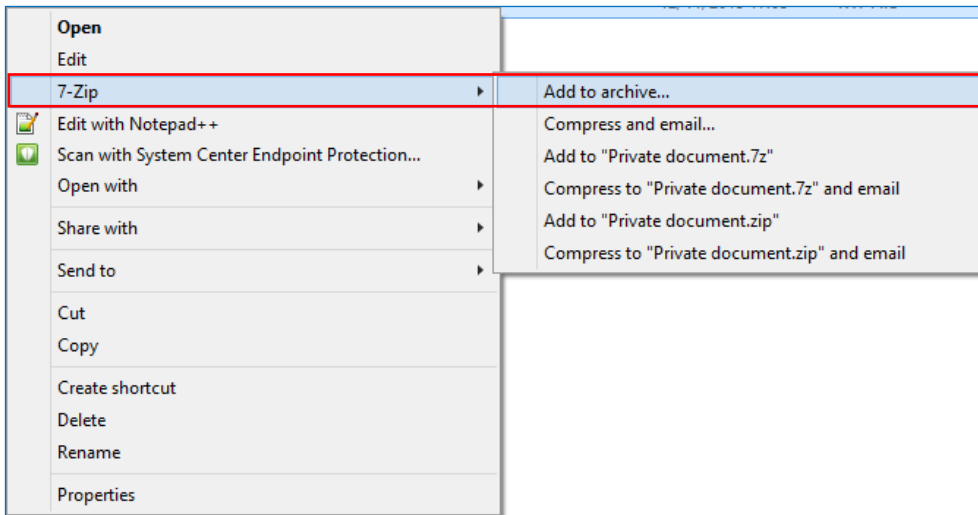 Open
Edit
7-Zip
Edit with Notepad++
Scan with System Center Endpoint Protection...
Open with
Share with
Send to
Cut
Copy
Create shortcut
Delete
Rename
Properties
Add to archive...
Compress and email...
Add to "Private document.7z"
Compress to "Private document.7z" and email
Add to "Private document.zip"
Compress to "Private document.zip" and email